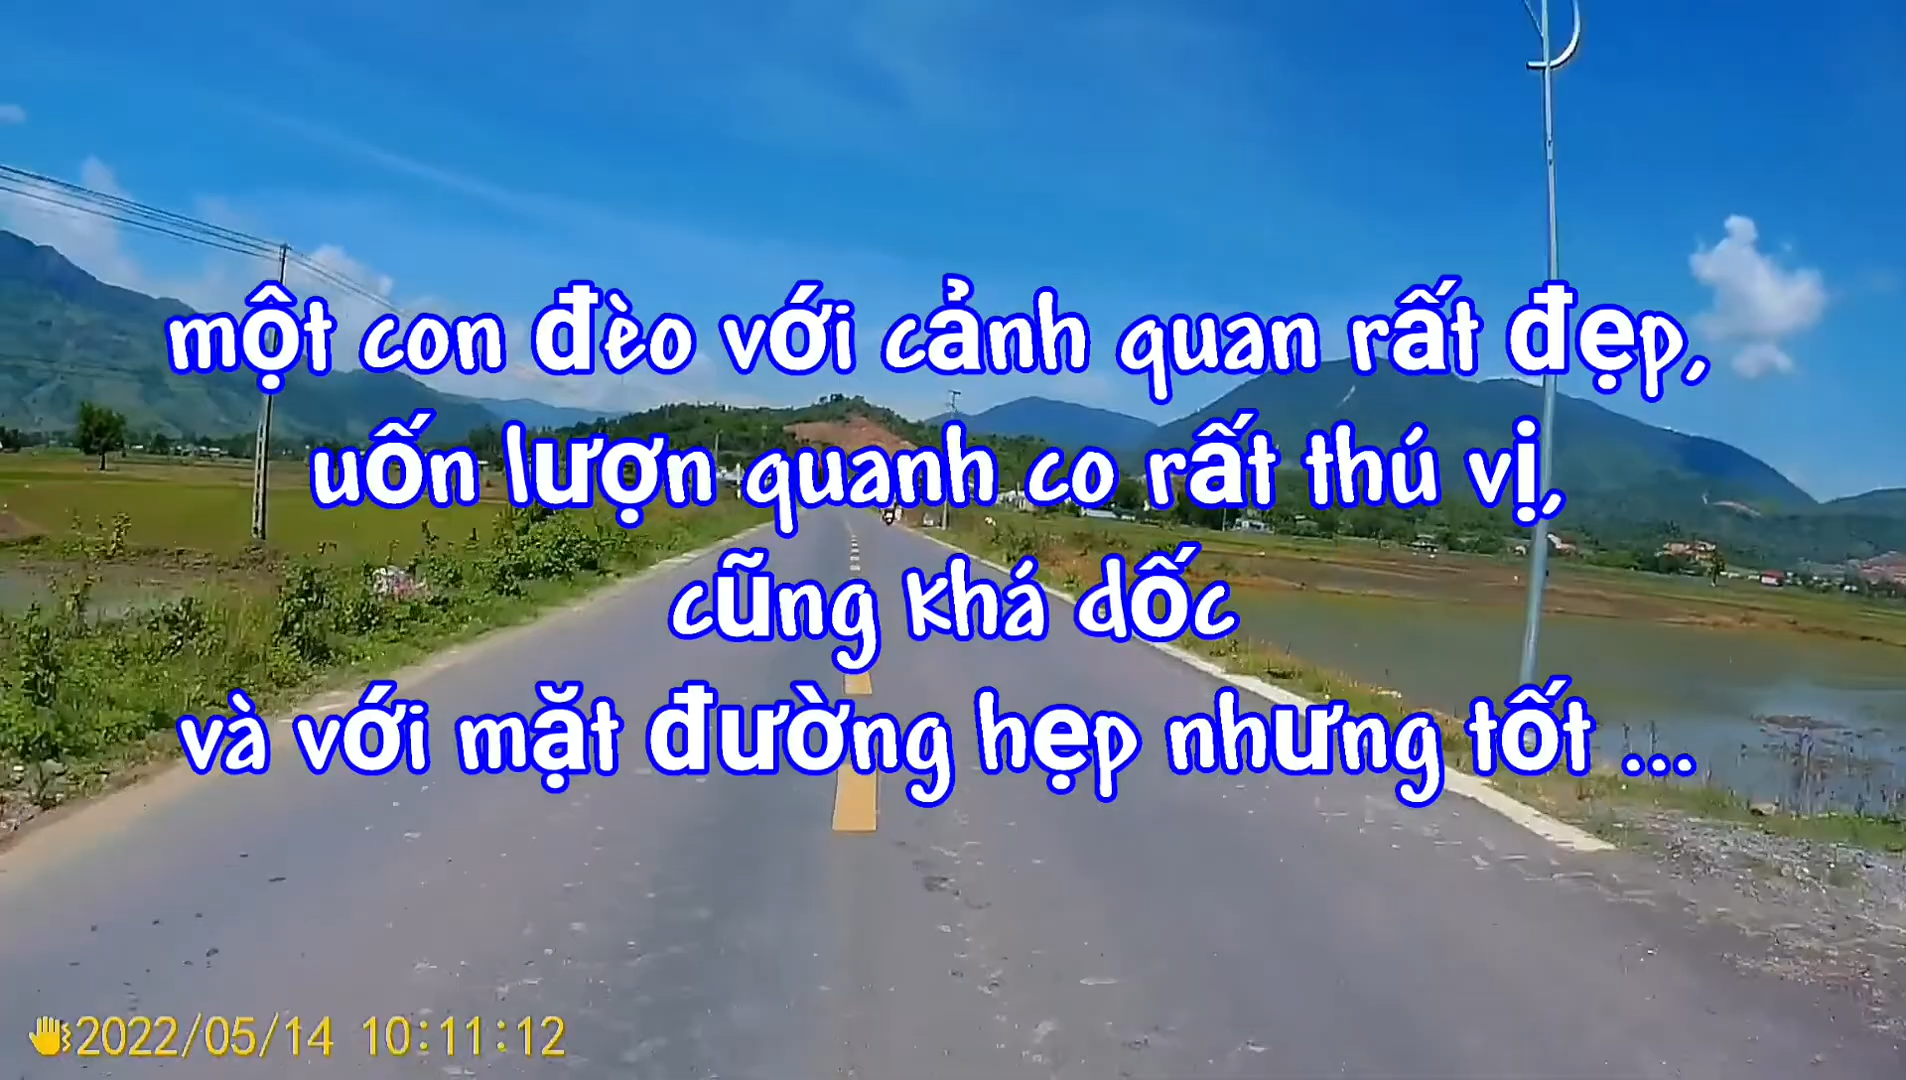 một con đèo với cảnh quan rất đẹp,
uốn lượn quanh co rất thú vị,
cũng khá dốc
và với mặt đường hẹp nhưng tốt ...
2022/05/14 10:11:12